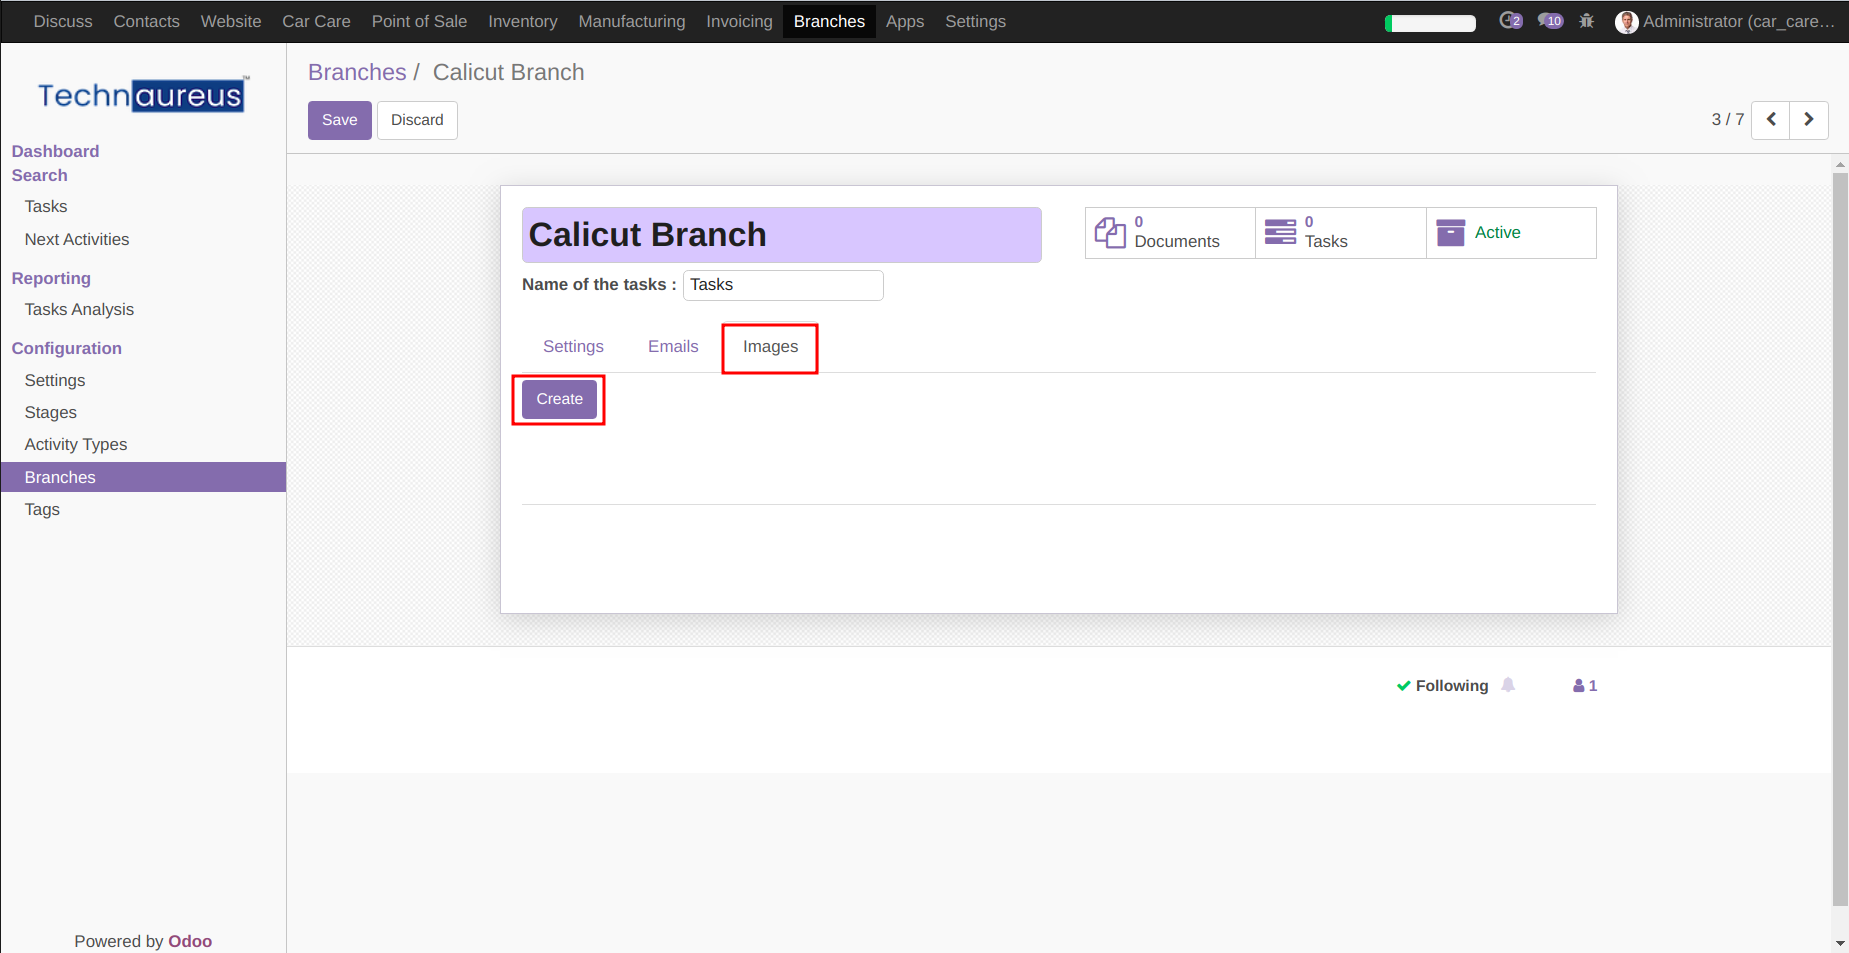 Discuss Contacts Website Car Care Point of Sale Inventory Manufacturing Invoicing Branches Apps Settings 2 10 Administrator (car_care...
Technaureus™
Dashboard
Search
Tasks
Next Activities
Reporting
Tasks Analysis
Configuration
Settings
Stages
Activity Types
Branches
Tags
Powered by Odoo
Branches / Calicut Branch
Save Discard
3 / 7
Calicut Branch
0
Documents
0
Tasks
Active
Name of the tasks : Tasks
Settings Emails Images
Create
Following 1